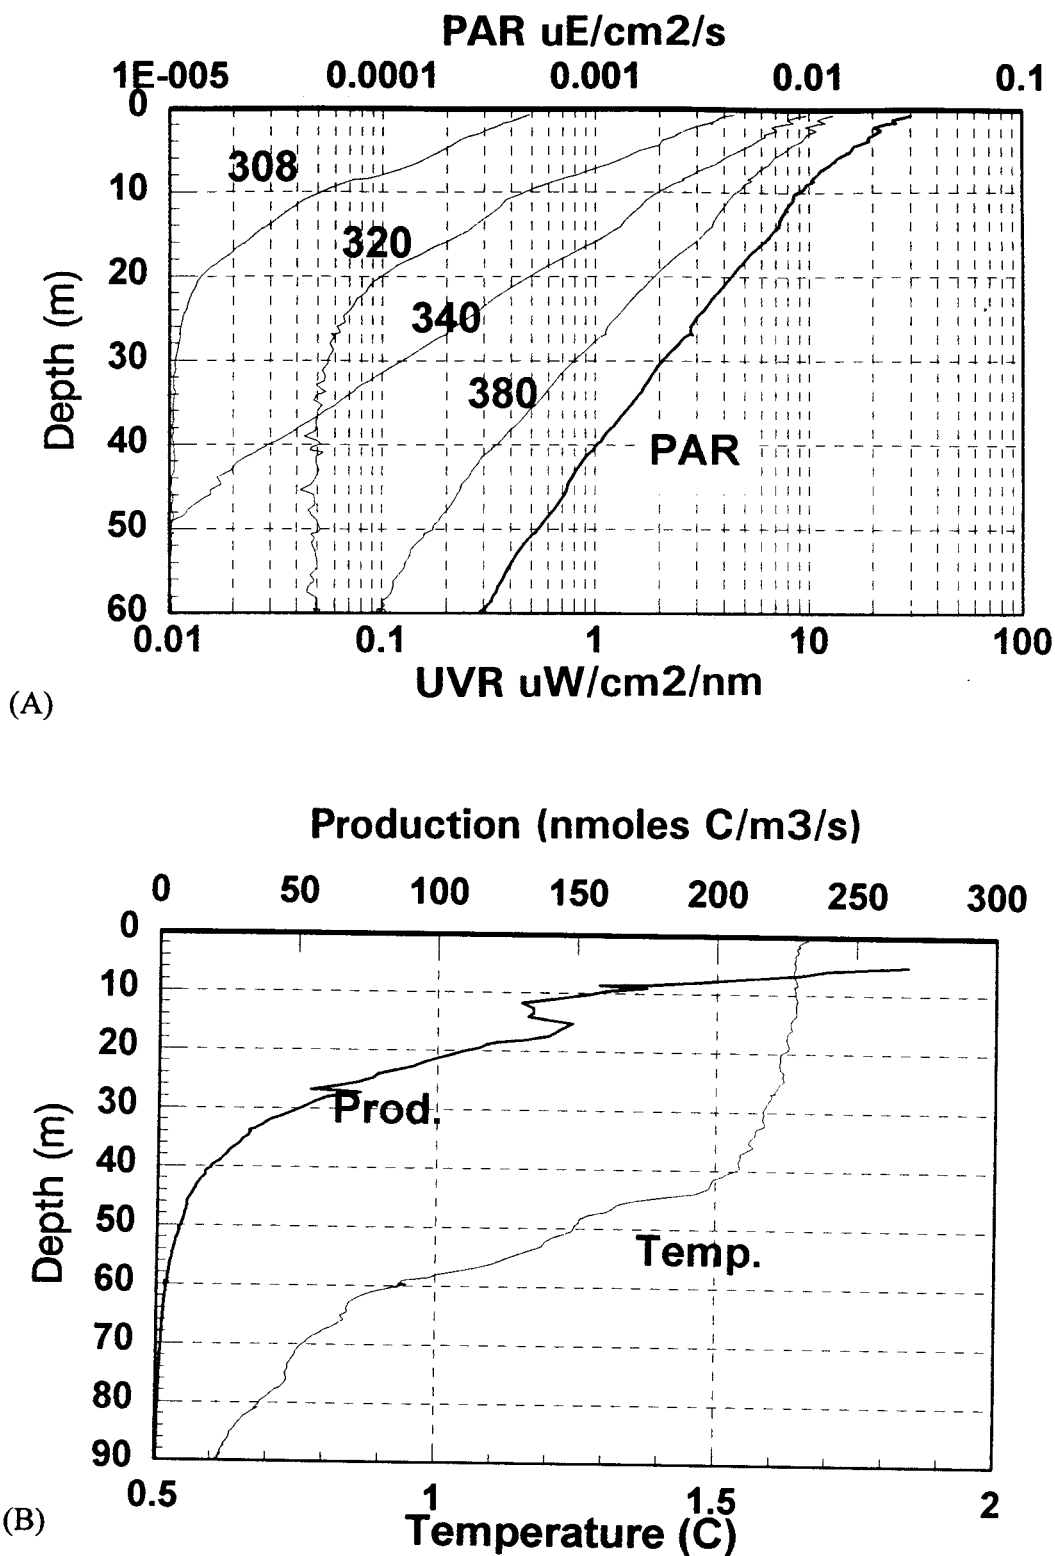 PAR uE/cm2/s
1E-005 0.0001 0.001 0.01 0.1
0
308
10
320
20
340
30
380
40
PAR
50
60
Depth (m)
0.01 0.1 1 10 100
UVR uW/cm2/nm
(A)
Production (nmoles C/m3/s)
0 50 100 150 200 250 300
0
10
20
30
Prod.
40
50
Temp.
60
70
80
90
Depth (m)
0.5 1 1.5 2
Temperature (C)
(B)